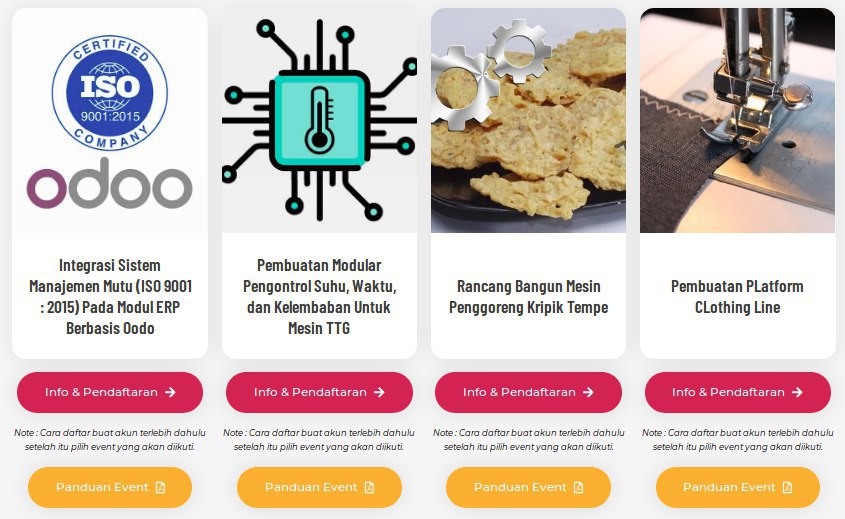 CERTIFIED
ISO
9001:2015
COMPANY
odoo
Integrasi Sistem
Manajemen Mutu (ISO 9001
: 2015) Pada Modul ERP
Berbasis Oodo
Info & Pendaftaran
Note : Cara daftar buat akun terlebih dahulu
setelah itu pilih event yang akan diikuti.
Panduan Event
Pembuatan Modular
Pengontrol Suhu, Waktu,
dan Kelembaban Untuk
Mesin TTG
Info & Pendaftaran
Note : Cara daftar buat akun terlebih dahulu
setelah itu pilih event yang akan diikuti.
Panduan Event
Rancang Bangun Mesin
Penggoreng Kripik Tempe
Info & Pendaftaran
Note : Cara daftar buat akun terlebih dahulu
setelah itu pilih event yang akan diikuti.
Panduan Event
Pembuatan PLatform
CLothing Line
Info & Pendaftaran
Note : Cara daftar buat akun terlebih dahulu
setelah itu pilih event yang akan diikuti.
Panduan Event